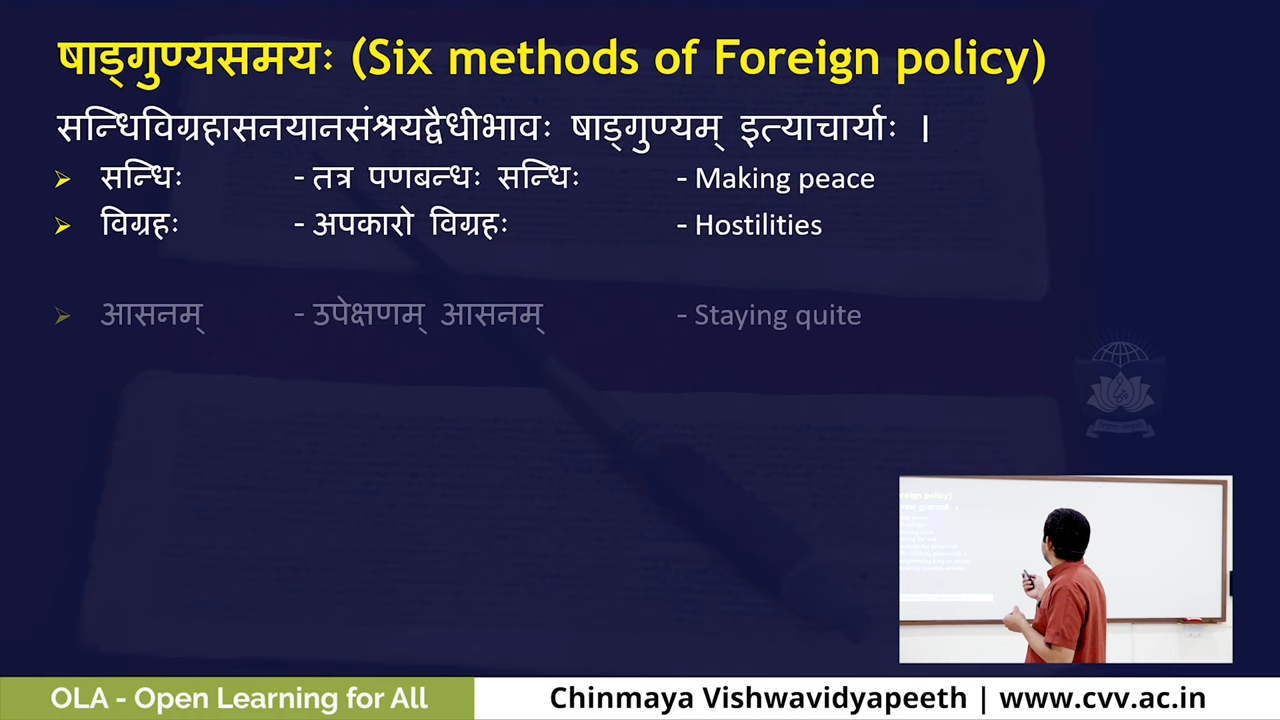 षाड्गुण्यसमयः (Six methods of Foreign policy)
सन्धिविग्रहासनयानसंश्रयद्वैधीभावः षाड्गुण्यम् इत्याचार्याः ।
➢ सन्धिः - तत्र पणबन्धः सन्धिः - Making peace
➢ विग्रहः - अपकारो विग्रहः - Hostilities
➢ आसनम् - उपेक्षणम् आसनम् - Staying quite
reign policy)
OLA - Open Learning for All Chinmaya Vishwavidyapeeth | www.cvv.ac.in